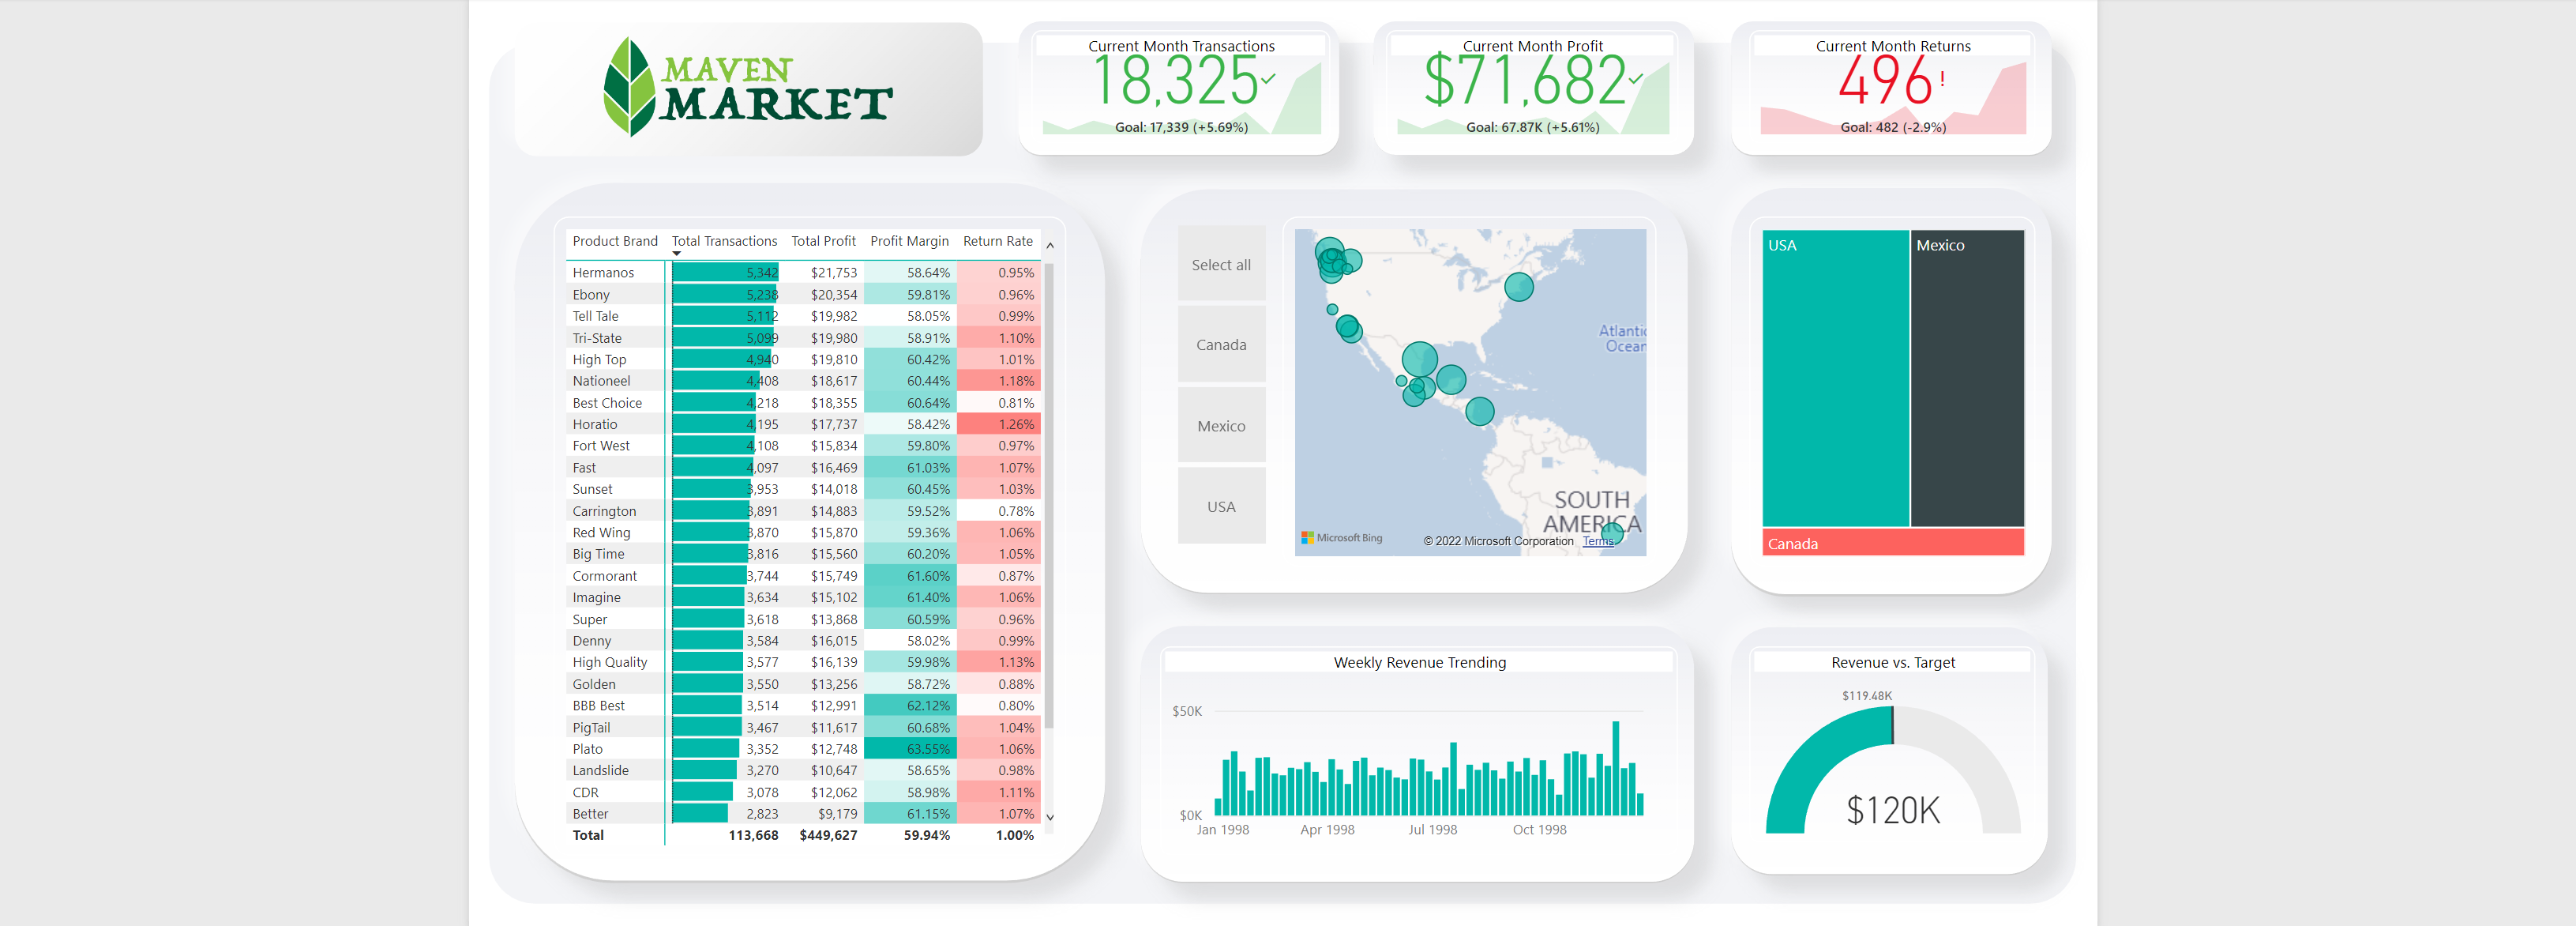 MAVEN
MARKET
Current Month Transactions
18,325
Goal: 17,339 (+5.69%)
Current Month Profit
$71,682
Goal: 67.87K (+5.61%)
Current Month Returns
496!
Goal: 482 (-2.9%)
Product Brand Total Transactions Total Profit Profit Margin Return Rate
Hermanos 5,342 $21,753 58.64% 0.95%
Ebony 5,238 $20,354 59.81% 0.96%
Tell Tale 5,112 $19,982 58.05% 0.99%
Tri-State 5,099 $19,980 58.91% 1.10%
High Top 4,940 $19,810 60.42% 1.01%
Nationeel 4,408 $18,617 60.44% 1.18%
Best Choice 4,218 $18,355 60.64% 0.81%
Horatio 4,195 $17,737 58.42% 1.26%
Fort West 4,108 $15,834 59.80% 0.97%
Fast 4,097 $16,469 61.03% 1.07%
Sunset 3,953 $14,018 60.45% 1.03%
Carrington 3,891 $14,883 59.52% 0.78%
Red Wing 3,870 $15,870 59.36% 1.06%
Big Time 3,816 $15,560 60.20% 1.05%
Cormorant 3,744 $15,749 61.60% 0.87%
Imagine 3,634 $15,102 61.40% 1.06%
Super 3,618 $13,868 60.59% 0.96%
Denny 3,584 $16,015 58.02% 0.99%
High Quality 3,577 $16,139 59.98% 1.13%
Golden 3,550 $13,256 58.72% 0.88%
BBB Best 3,514 $12,991 62.12% 0.80%
PigTail 3,467 $11,617 60.68% 1.04%
Plato 3,352 $12,748 63.55% 1.06%
Landslide 3,270 $10,647 58.65% 0.98%
CDR 3,078 $12,062 58.98% 1.11%
Better 2,823 $9,179 61.15% 1.07%
Total 113,668 $449,627 59.94% 1.00%
Select all
Canada
Mexico
USA
Atlantic
Ocean
SOUTH
AMERICA
Microsoft Bing
© 2022 Microsoft Corporation Terms
USA
Mexico
Canada
Weekly Revenue Trending
$50K
$0K
Jan 1998 Apr 1998 Jul 1998 Oct 1998
Revenue vs. Target
$119.48K
$120K